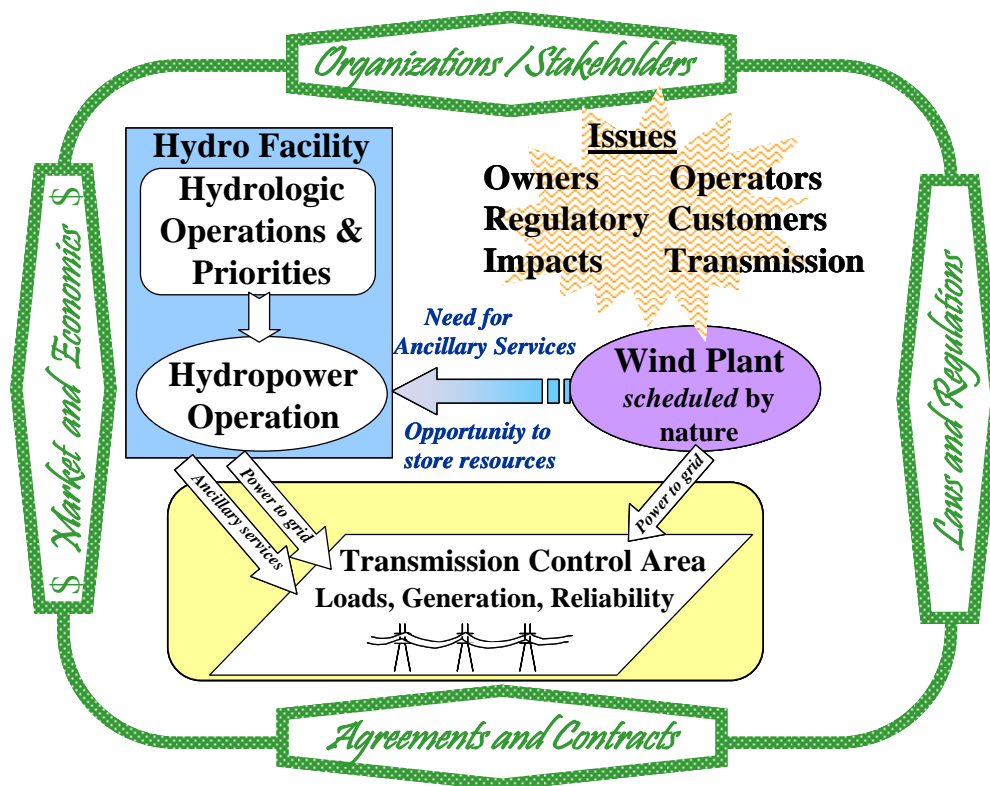 Organizations / Stakeholders
$ Market and Economics $
Hydro Facility
Hydrologic
Operations &
Priorities
Hydropower
Operation
Issues
Owners Operators
Regulatory Customers
Impacts Transmission
Need for
Ancillary Services
Opportunity to
store resources
Wind Plant
scheduled by
nature
Ancillary services
Power to grid
Power to grid
Transmission Control Area
Loads, Generation, Reliability
Laws and Regulations
Agreements and Contracts